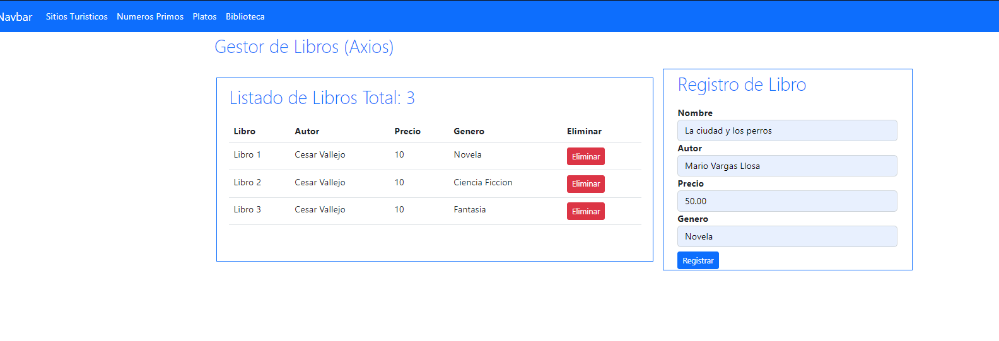 Navbar Sitios Turisticos Numeros Primos Platos Biblioteca
Gestor de Libros (Axios)
Listado de Libros Total: 3
Libro Autor Precio Genero Eliminar
Libro 1 Cesar Vallejo 10 Novela Eliminar
Libro 2 Cesar Vallejo 10 Ciencia Ficcion Eliminar
Libro 3 Cesar Vallejo 10 Fantasia Eliminar
Registro de Libro
Nombre
La ciudad y los perros
Autor
Mario Vargas Llosa
Precio
50.00
Genero
Novela
Registrar